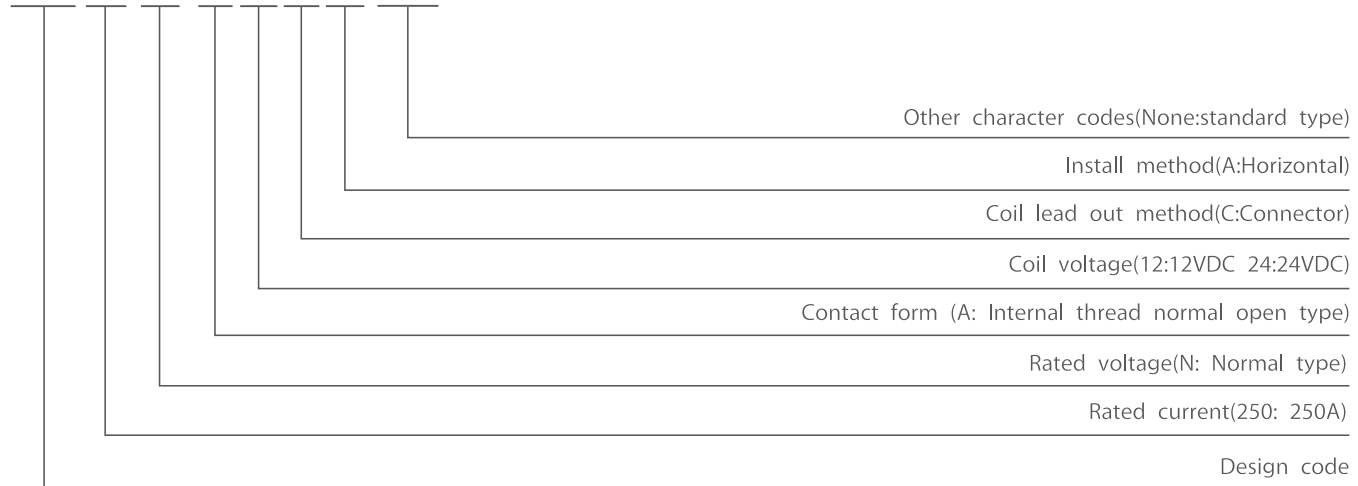 Other character codes(None:standard type)
Install method(A:Horizontal)
Coil lead out method(C:Connector)
Coil voltage(12:12VDC 24:24VDC)
Contact form (A: Internal thread normal open type)
Rated voltage(N: Normal type)
Rated current(250: 250A)
Design code